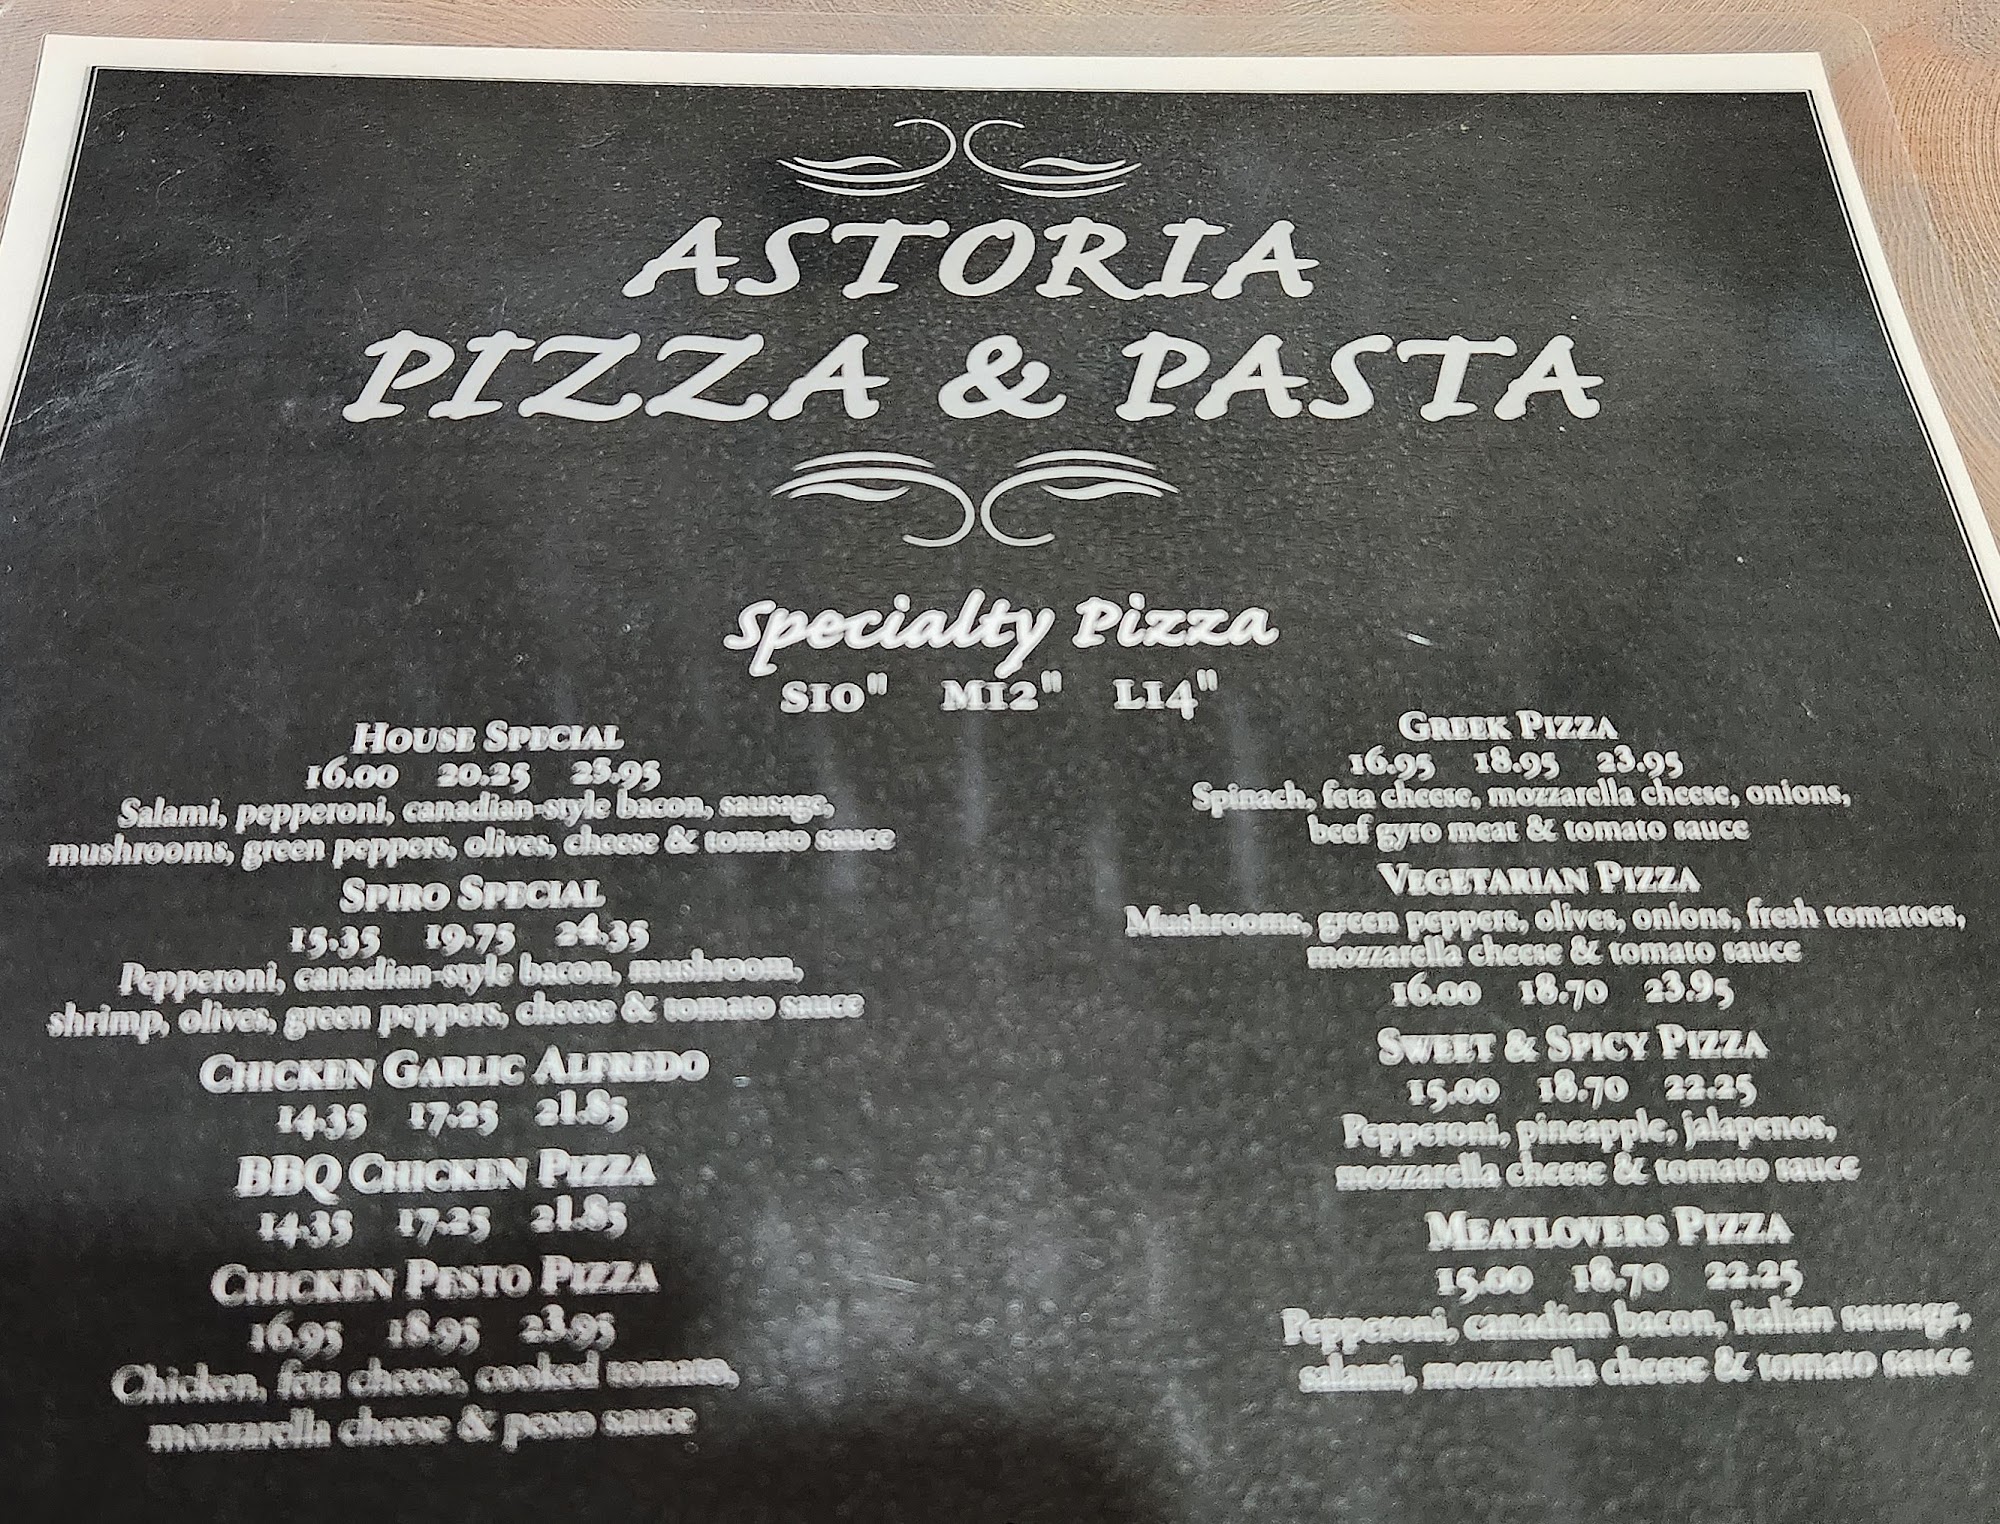 ASTORIA
PIZZA & PASTA
Specialty Pizza
S10" M12" L14"
HOUSE SPECIAL
16.00 20.25 25.95
Salami, pepperoni, canadian-style bacon, sausage,
mushrooms, green peppers, olives, cheese & tomato sauce
SPIRO SPECIAL
15.35 19.75 24.35
Pepperoni, canadian-style bacon, mushroom,
shrimp, olives, green peppers, cheese & tomato sauce
CHICKEN GARLIC ALFREDO
14.35 17.25 21.85
BBQ CHICKEN PIZZA
14.35 17.25 21.85
CHICKEN PESTO PIZZA
16.95 18.95 23.95
Chicken, feta cheese, cooked tomato,
mozzarella cheese & pesto sauce
GREEK PIZZA
16.95 18.95 23.95
Spinach, feta cheese, mozzarella cheese, onions,
beef gyro meat & tomato sauce
VEGETARIAN PIZZA
Mushrooms, green peppers, olives, onions, fresh tomatoes,
mozzarella cheese & tomato sauce
16.00 18.70 23.95
SWEET & SPICY PIZZA
15.00 18.70 22.25
Pepperoni, pineapple, jalapenos,
mozzarella cheese & tomato sauce
MEATLOVERS PIZZA
15.00 18.70 22.25
Pepperoni, canadian bacon, italian sausage,
salami, mozzarella cheese & tomato sauce